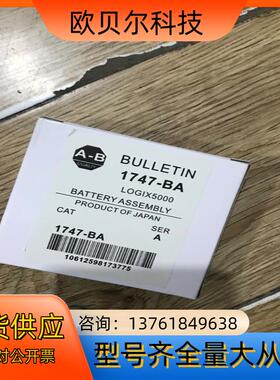 欧贝尔科技
A-B
BULLETIN
1747-BA
LOGIX5000
BATTERY ASSEMBLY
PRODUCT OF JAPAN
CAT
SER
1747-BA
A
10612598173775
货供应
咨询：13761849638
对公开票
型号齐全量大从